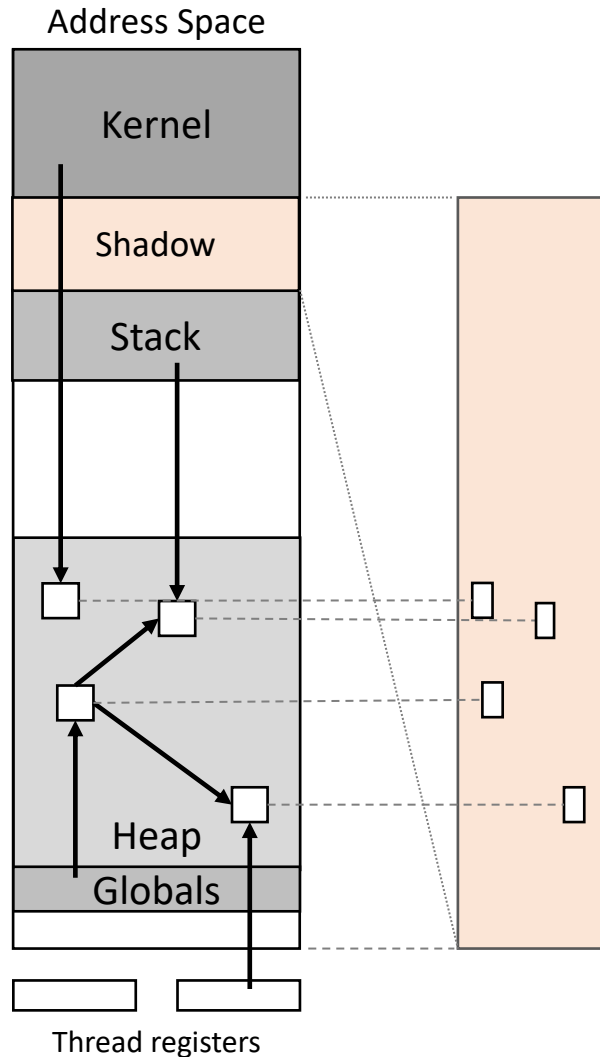 Address Space
Kernel
Shadow
Stack
Heap
Globals
Thread registers